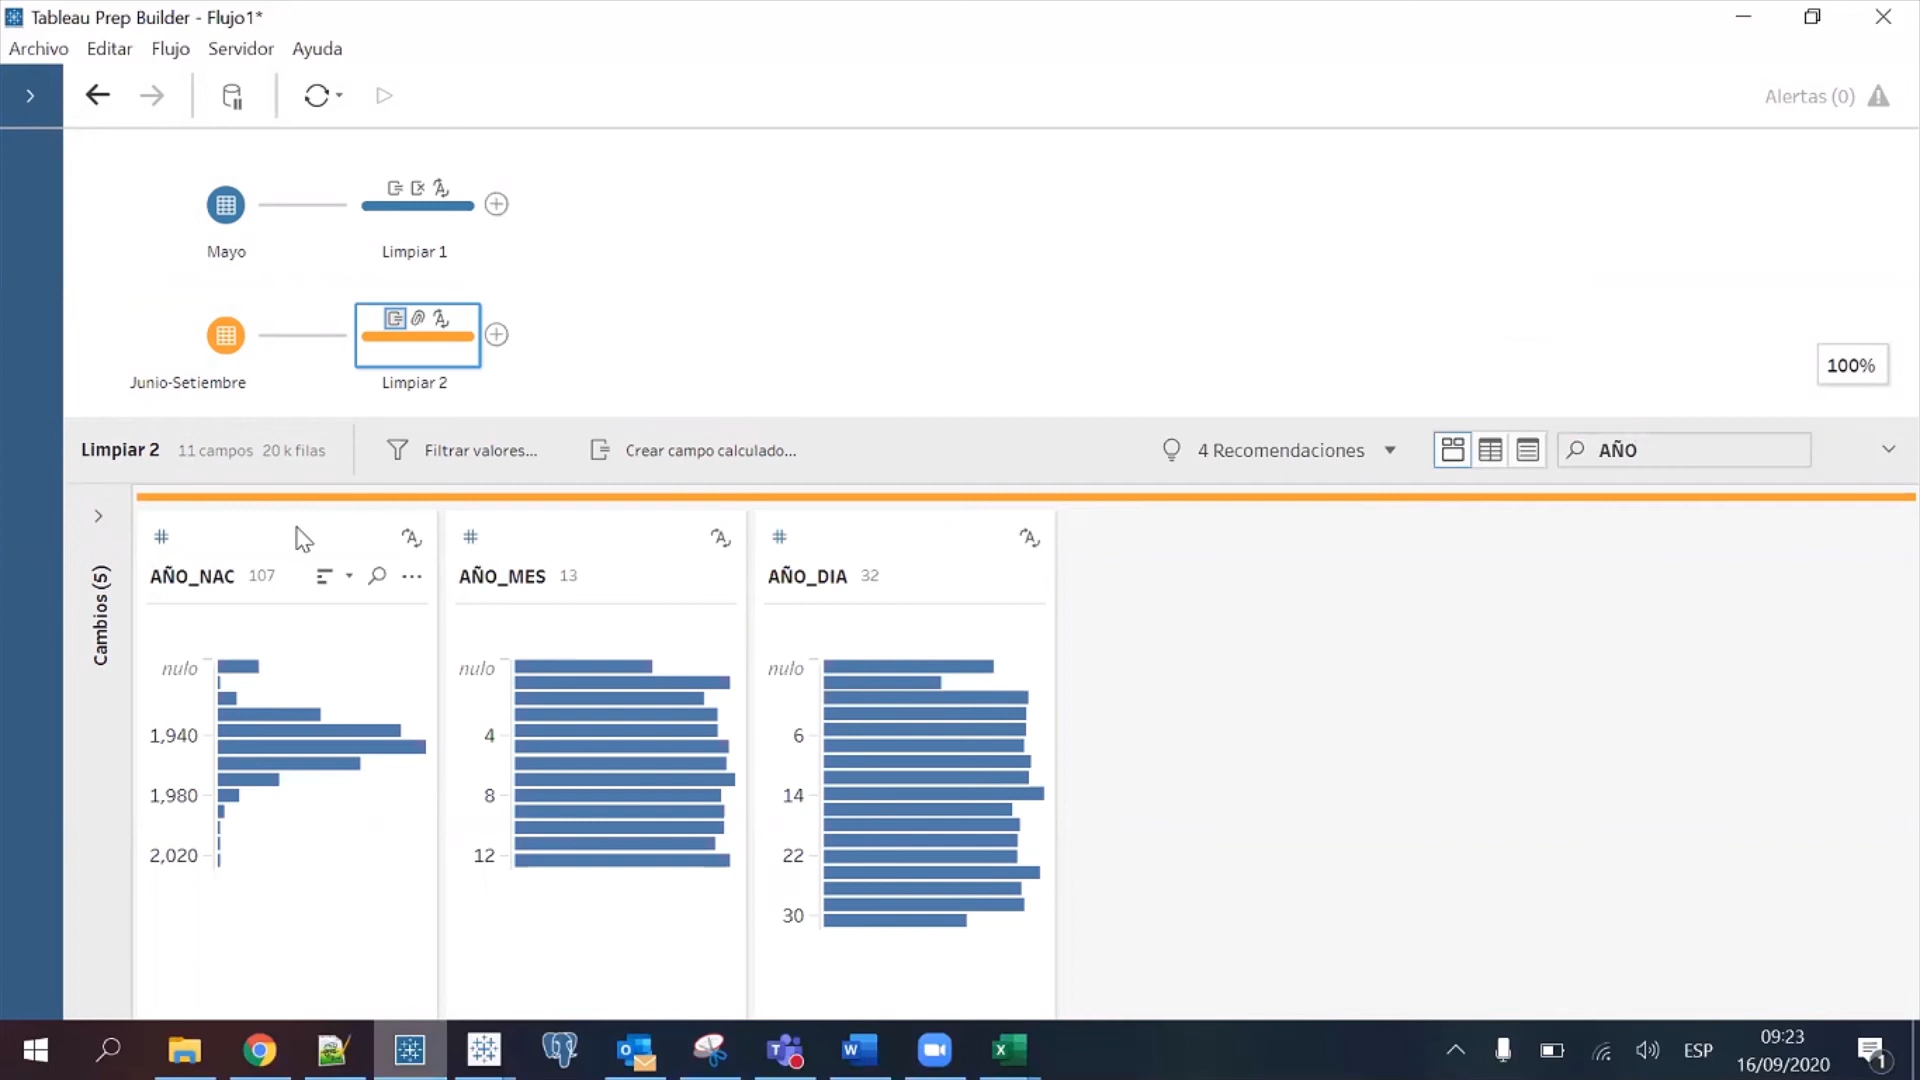 Tableau Prep Builder - Flujo1*
Archivo Editar Flujo Servidor Ayuda
Alertas (0)
Mayo
Limpiar 1
Junio-Setiembre
Limpiar 2
100%
Limpiar 2 11 campos 20 k filas Filtrar valores... Crear campo calculado... 4 Recomendaciones AÑO
Cambios (5)
# # #
AÑO_NAC 107 AÑO_MES 13 AÑO_DIA 32
nulo nulo nulo
1,940 4 6
1,980 8 14
2,020 12 22
30
09:23
ESP
16/09/2020
1